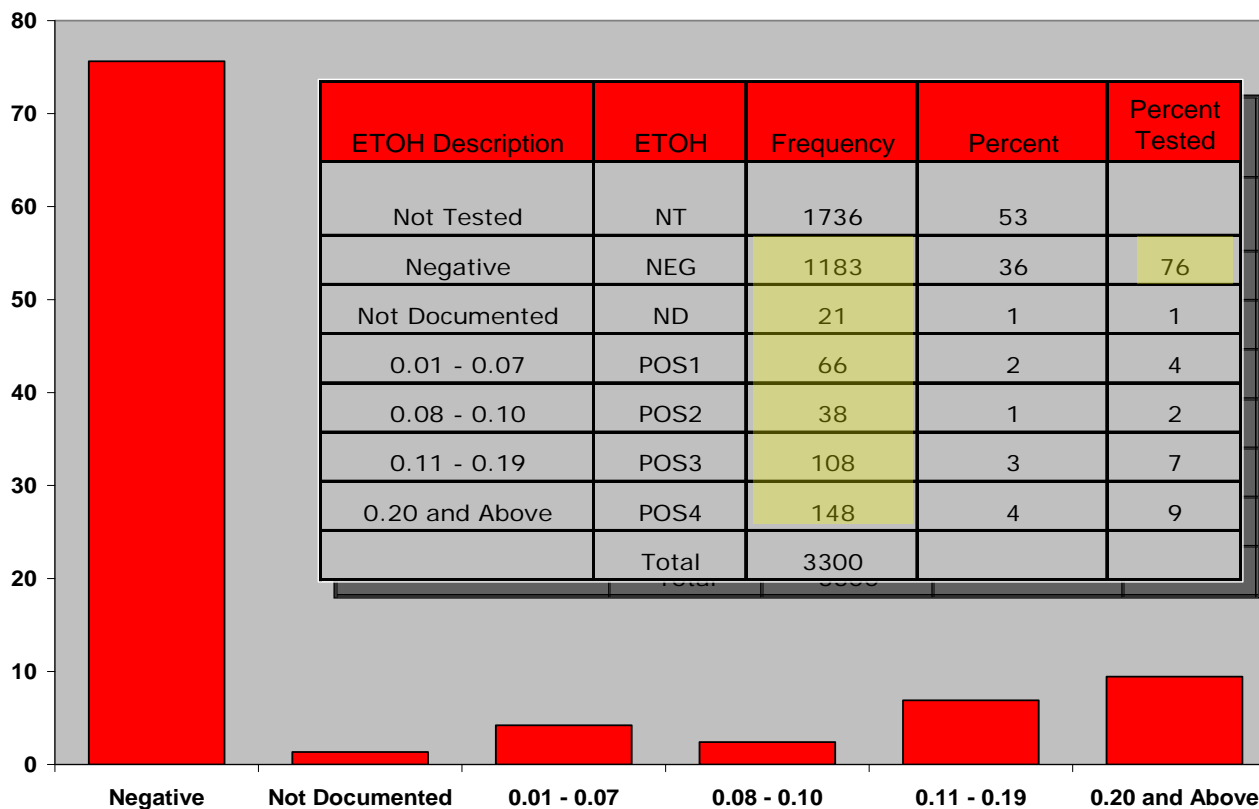 80
70
60
50
40
30
20
10
0
ETOH Description ETOH Frequency Percent Percent Tested
Not Tested NT 1736 53
Negative NEG 1183 36 76
Not Documented ND 21 1 1
0.01 - 0.07 POS1 66 2 4
0.08 - 0.10 POS2 38 1 2
0.11 - 0.19 POS3 108 3 7
0.20 and Above POS4 148 4 9
Total 3300
Negative Not Documented 0.01 - 0.07 0.08 - 0.10 0.11 - 0.19 0.20 and Above